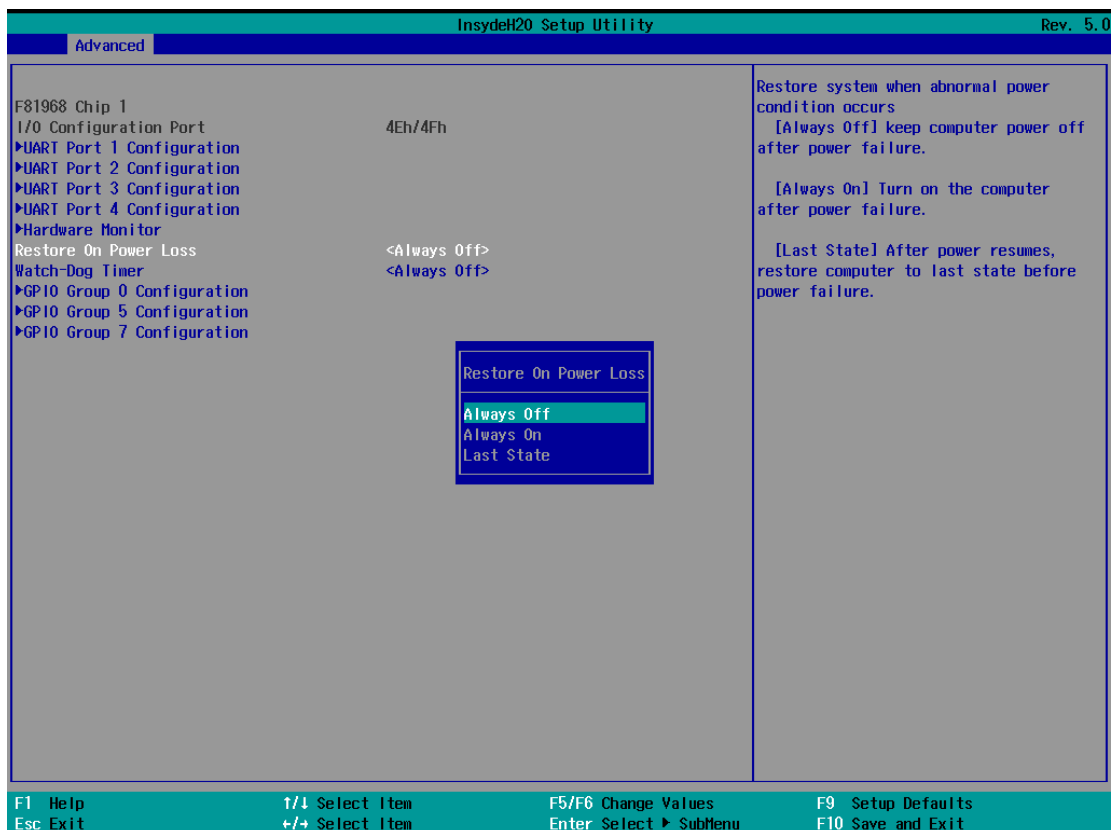 InsydeH20 Setup Utility Rev. 5.0
Advanced
F81968 Chip 1
I/O Configuration Port 4Eh/4Fh
▶UART Port 1 Configuration
▶UART Port 2 Configuration
▶UART Port 3 Configuration
▶UART Port 4 Configuration
▶Hardware Monitor
Restore On Power Loss <Always Off>
Watch-Dog Timer <Always Off>
▶GPIO Group 0 Configuration
▶GPIO Group 5 Configuration
▶GPIO Group 7 Configuration
Restore On Power Loss
Always Off
Always On
Last State
Restore system when abnormal power
condition occurs
[Always Off] keep computer power off
after power failure.
[Always On] Turn on the computer
after power failure.
[Last State] After power resumes,
restore computer to last state before
power failure.
F1 Help ↑/↓ Select Item F5/F6 Change Values F9 Setup Defaults
Esc Exit ←/→ Select Item Enter Select ▶ SubMenu F10 Save and Exit